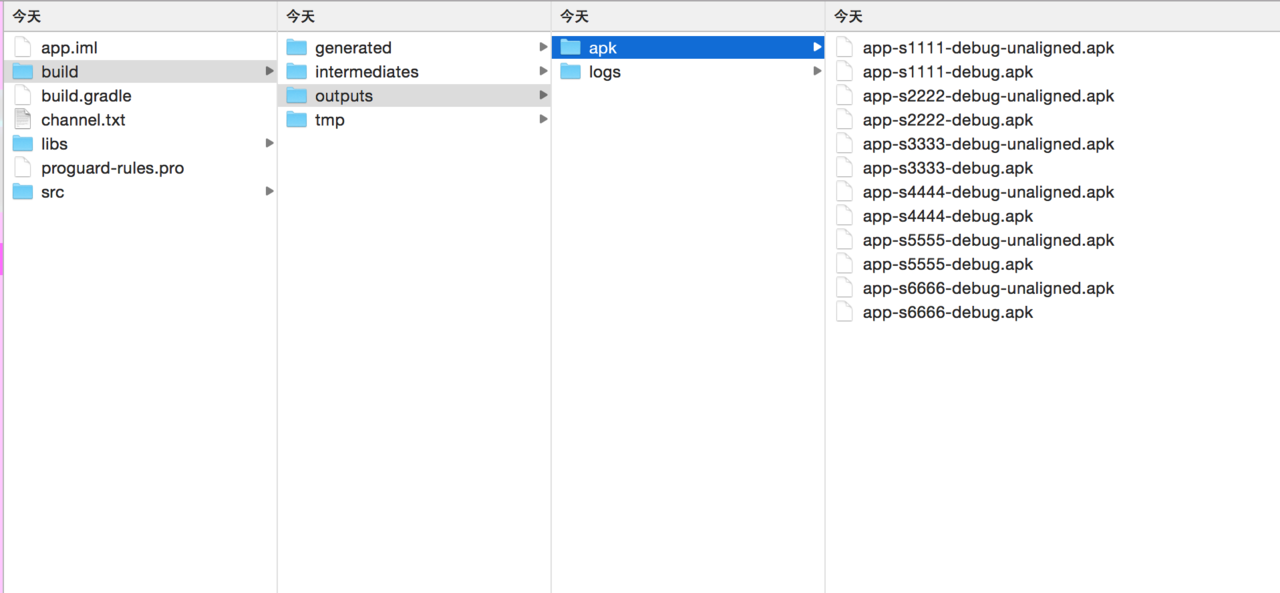 今天
app.iml
build
build.gradle
channel.txt
libs
proguard-rules.pro
src
今天
generated
intermediates
outputs
tmp
今天
apk
logs
今天
app-s1111-debug-unaligned.apk
app-s1111-debug.apk
app-s2222-debug-unaligned.apk
app-s2222-debug.apk
app-s3333-debug-unaligned.apk
app-s3333-debug.apk
app-s4444-debug-unaligned.apk
app-s4444-debug.apk
app-s5555-debug-unaligned.apk
app-s5555-debug.apk
app-s6666-debug-unaligned.apk
app-s6666-debug.apk